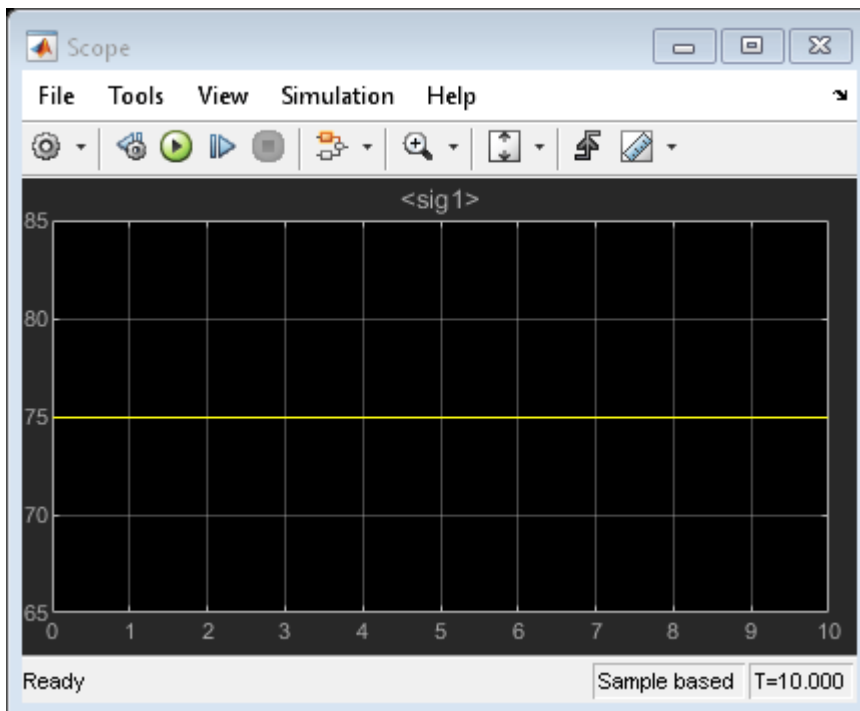 Scope
File Tools View Simulation Help
<sig1>
85
80
75
70
65
0 1 2 3 4 5 6 7 8 9 10
Ready Sample based T=10.000